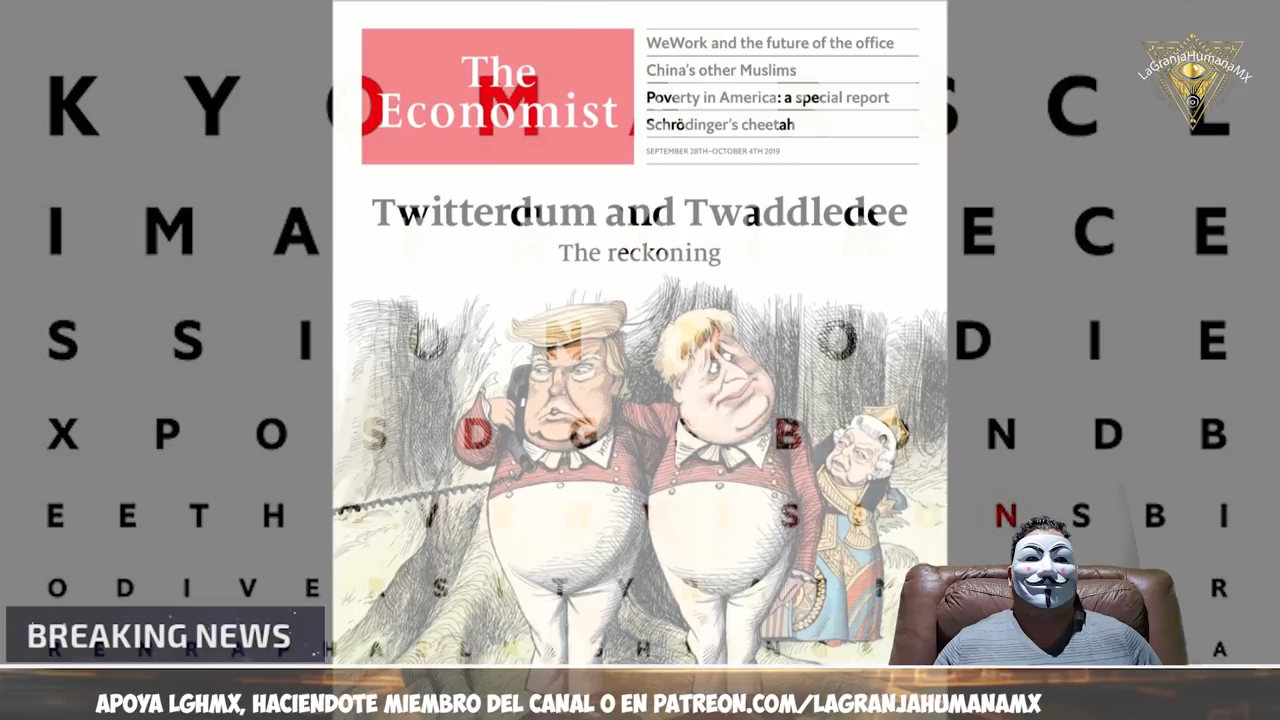 The
Economist
WeWork and the future of the office
China's other Muslims
Poverty in America: a special report
Schrödinger's cheetah
SEPTEMBER 28TH–OCTOBER 4TH 2019
LaGranjaHumanaMX
K Y O M S C L
Twitterdum and Twaddledee
The reckoning
I M A E C E
S S I O N O D I E
X P O S D G B N D B
E E T H S N S B I
O D I V E R
BREAKING NEWS
A
APOYA LGHMX, HACIENDOTE MIEMBRO DEL CANAL O EN PATREON.COM/LAGRANJAHUMANAMX